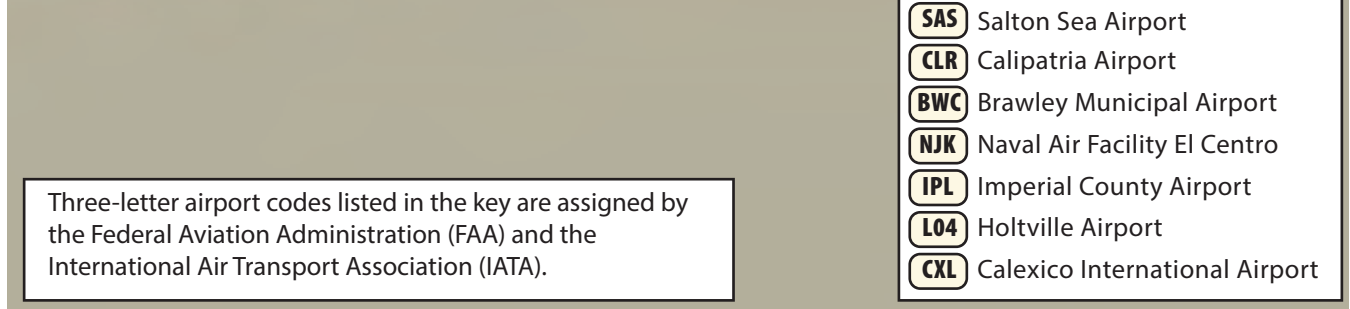 SAS Salton Sea Airport
CLR Calipatria Airport
BWC Brawley Municipal Airport
NJK Naval Air Facility El Centro
IPL Imperial County Airport
L04 Holtville Airport
CXL Calexico International Airport
Three-letter airport codes listed in the key are assigned by
the Federal Aviation Administration (FAA) and the
International Air Transport Association (IATA).